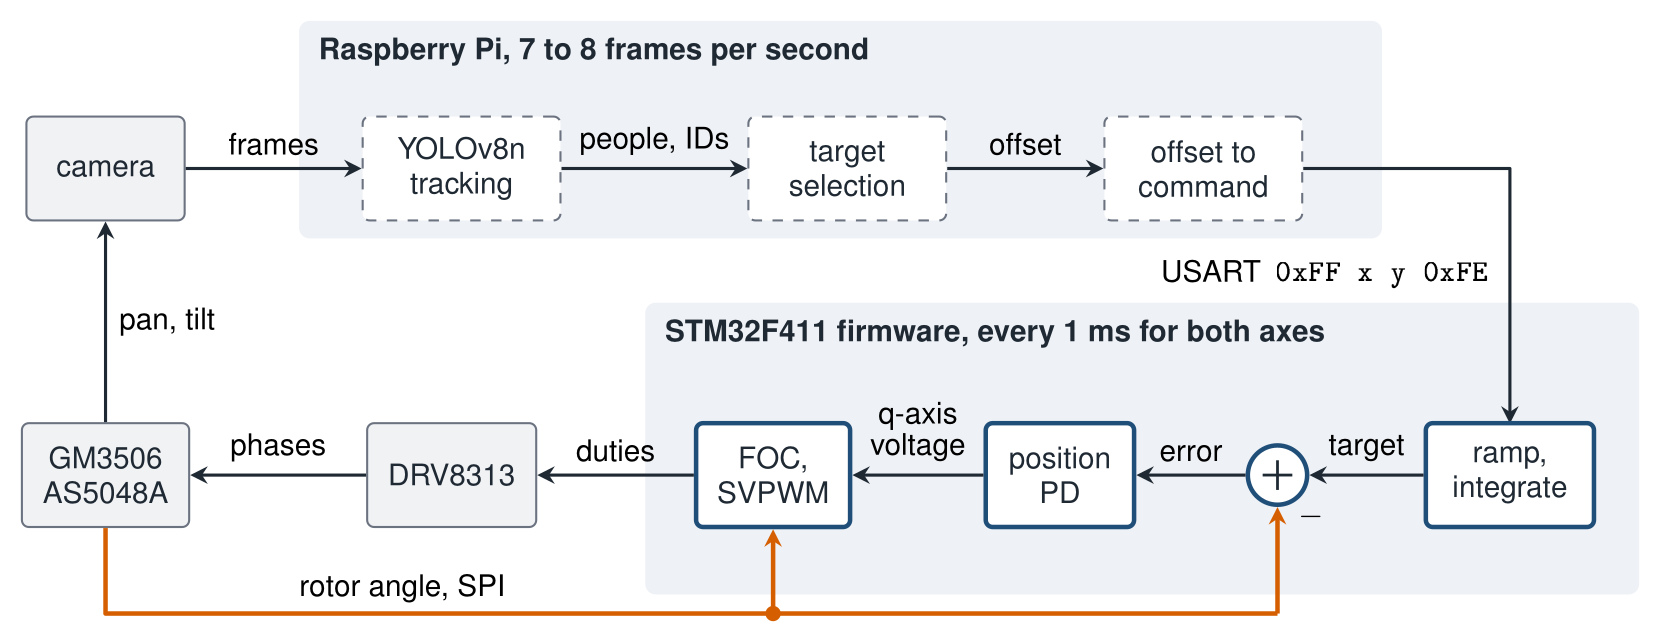 Raspberry Pi, 7 to 8 frames per second
camera
frames
YOLOv8n
tracking
people, IDs
target
selection
offset
offset to
command
USART 0xFF x y 0xFE
pan, tilt
STM32F411 firmware, every 1 ms for both axes
GM3506
AS5048A
phases
DRV8313
duties
FOC,
SVPWM
q-axis
voltage
position
PD
error
+
−
target
ramp,
integrate
rotor angle, SPI